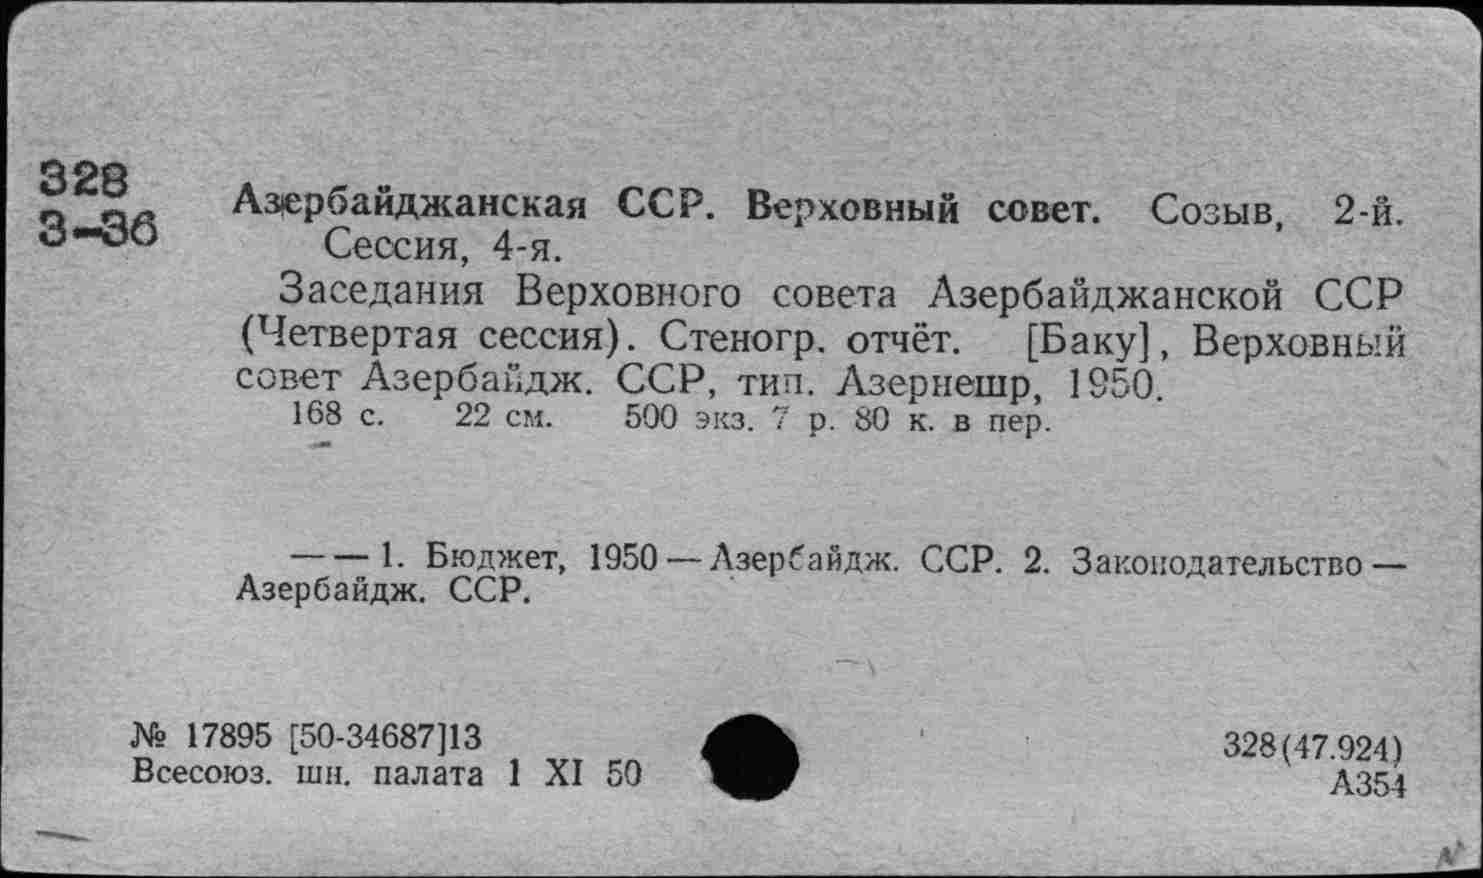 328
З-36
Азербайджанская ССР. Верховный совет. Созыв, 2-й.
Сессия, 4-я.
Заседания Верховного совета Азербайджанской ССР
(Четвертая сессия). Стеногр. отчёт. [Баку], Верховный
совет Азербайдж. ССР, тип. Азернешр, 1950.
168 с. 22 см. 500 экз. 7 р. 80 к. в пер.
— — 1. Бюджет, 1950 — Азербайдж. ССР. 2. Законодательство —
Азербайдж. ССР.
№ 17895 [50-34687]13
Всесоюз. кн. палата 1 XI 50
328(47.924)
А354